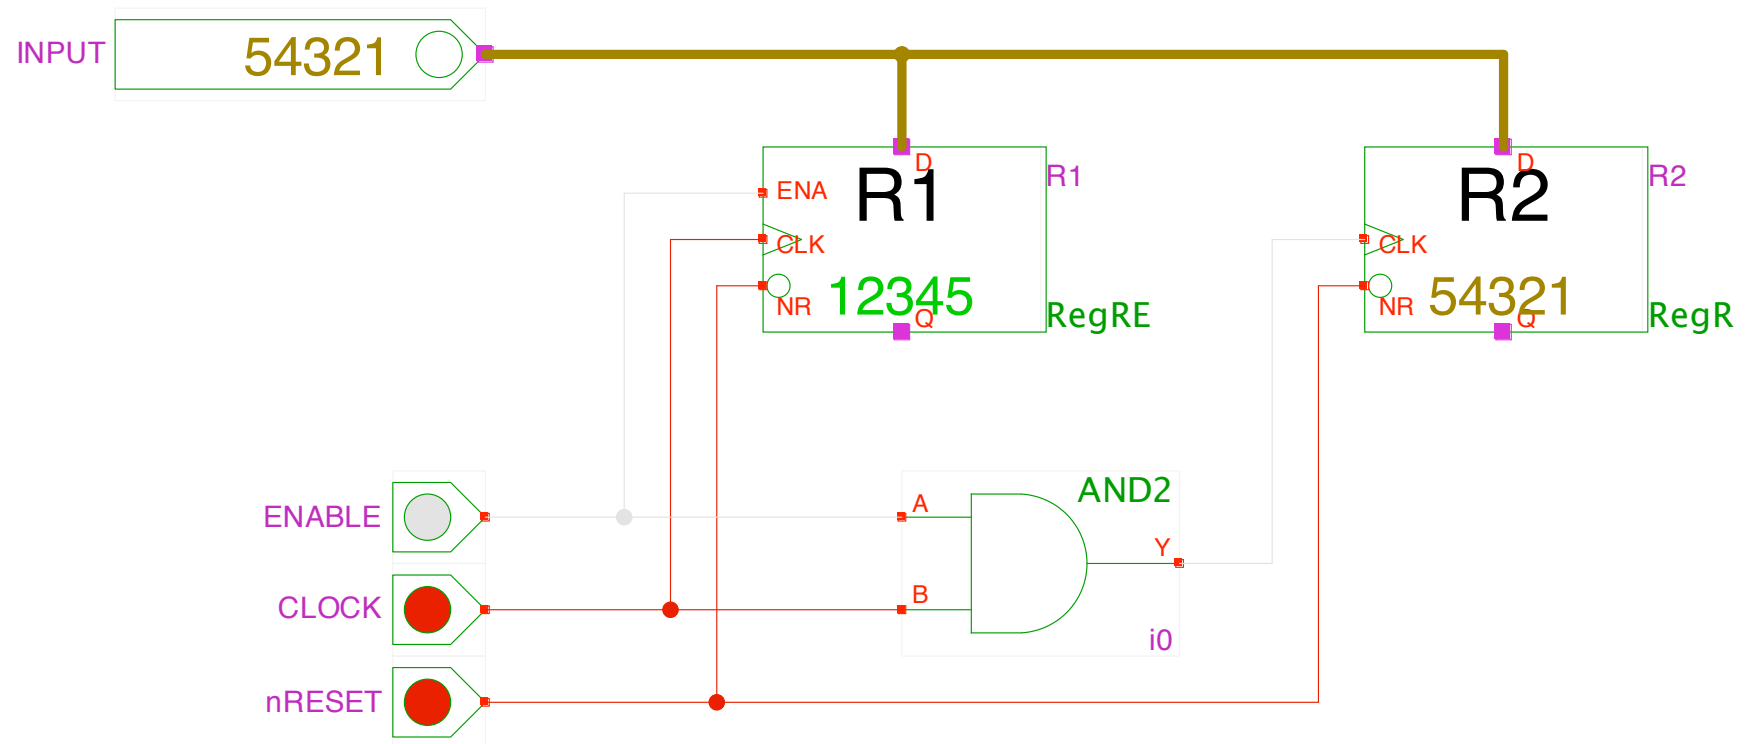 INPUT 54321
D
R1
ENA
R1
CLK
12345
NR
Q
RegRE
D
R2
R2
CLK
54321
NR
Q
RegR
ENABLE
A
AND2
Y
CLOCK
B
i0
nRESET